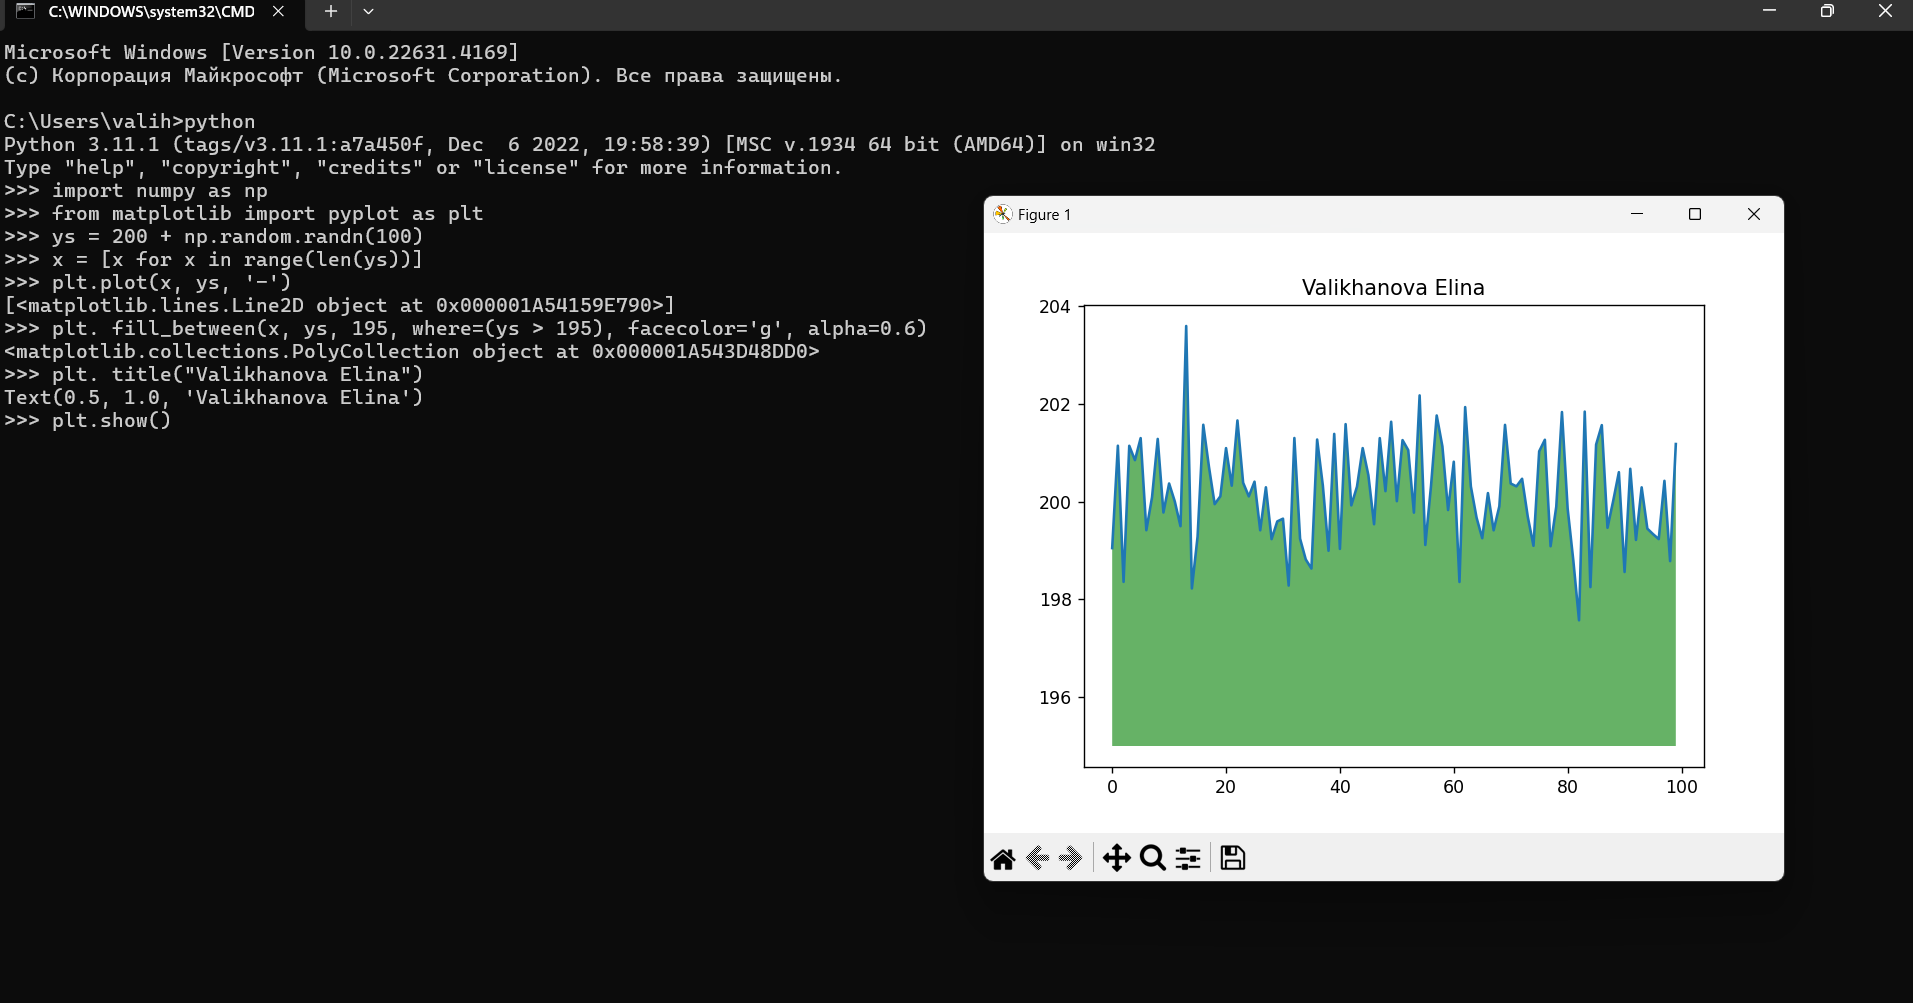 C:\WINDOWS\system32\CMD
Microsoft Windows [Version 10.0.22631.4169]
(c) Корпорация Майкрософт (Microsoft Corporation). Все права защищены.
C:\Users\valih>python
Python 3.11.1 (tags/v3.11.1:a7a450f, Dec  6 2022, 19:58:39) [MSC v.1934 64 bit (AMD64)] on win32
Type "help", "copyright", "credits" or "license" for more information.
>>> import numpy as np
>>> from matplotlib import pyplot as plt
>>> ys = 200 + np.random.randn(100)
>>> x = [x for x in range(len(ys))]
>>> plt.plot(x, ys, '-')
[<matplotlib.lines.Line2D object at 0x000001A54159E790>]
>>> plt. fill_between(x, ys, 195, where=(ys > 195), facecolor='g', alpha=0.6)
<matplotlib.collections.PolyCollection object at 0x000001A543D48DD0>
>>> plt. title("Valikhanova Elina")
Text(0.5, 1.0, 'Valikhanova Elina')
>>> plt.show()
Figure 1
Valikhanova Elina
204
202
200
198
196
0 20 40 60 80 100